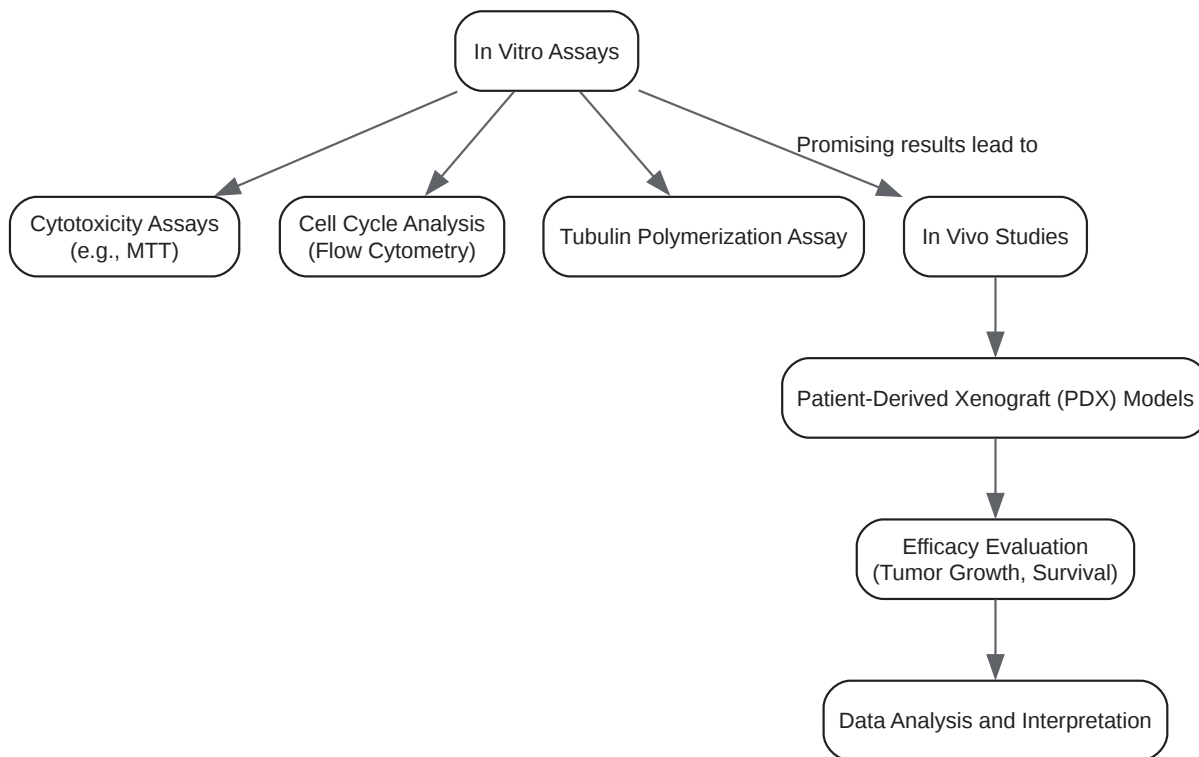 In Vitro Assays
Promising results lead to
Cytotoxicity Assays
(e.g., MTT)
Cell Cycle Analysis
(Flow Cytometry)
Tubulin Polymerization Assay
In Vivo Studies
Patient-Derived Xenograft (PDX) Models
Efficacy Evaluation
(Tumor Growth, Survival)
Data Analysis and Interpretation